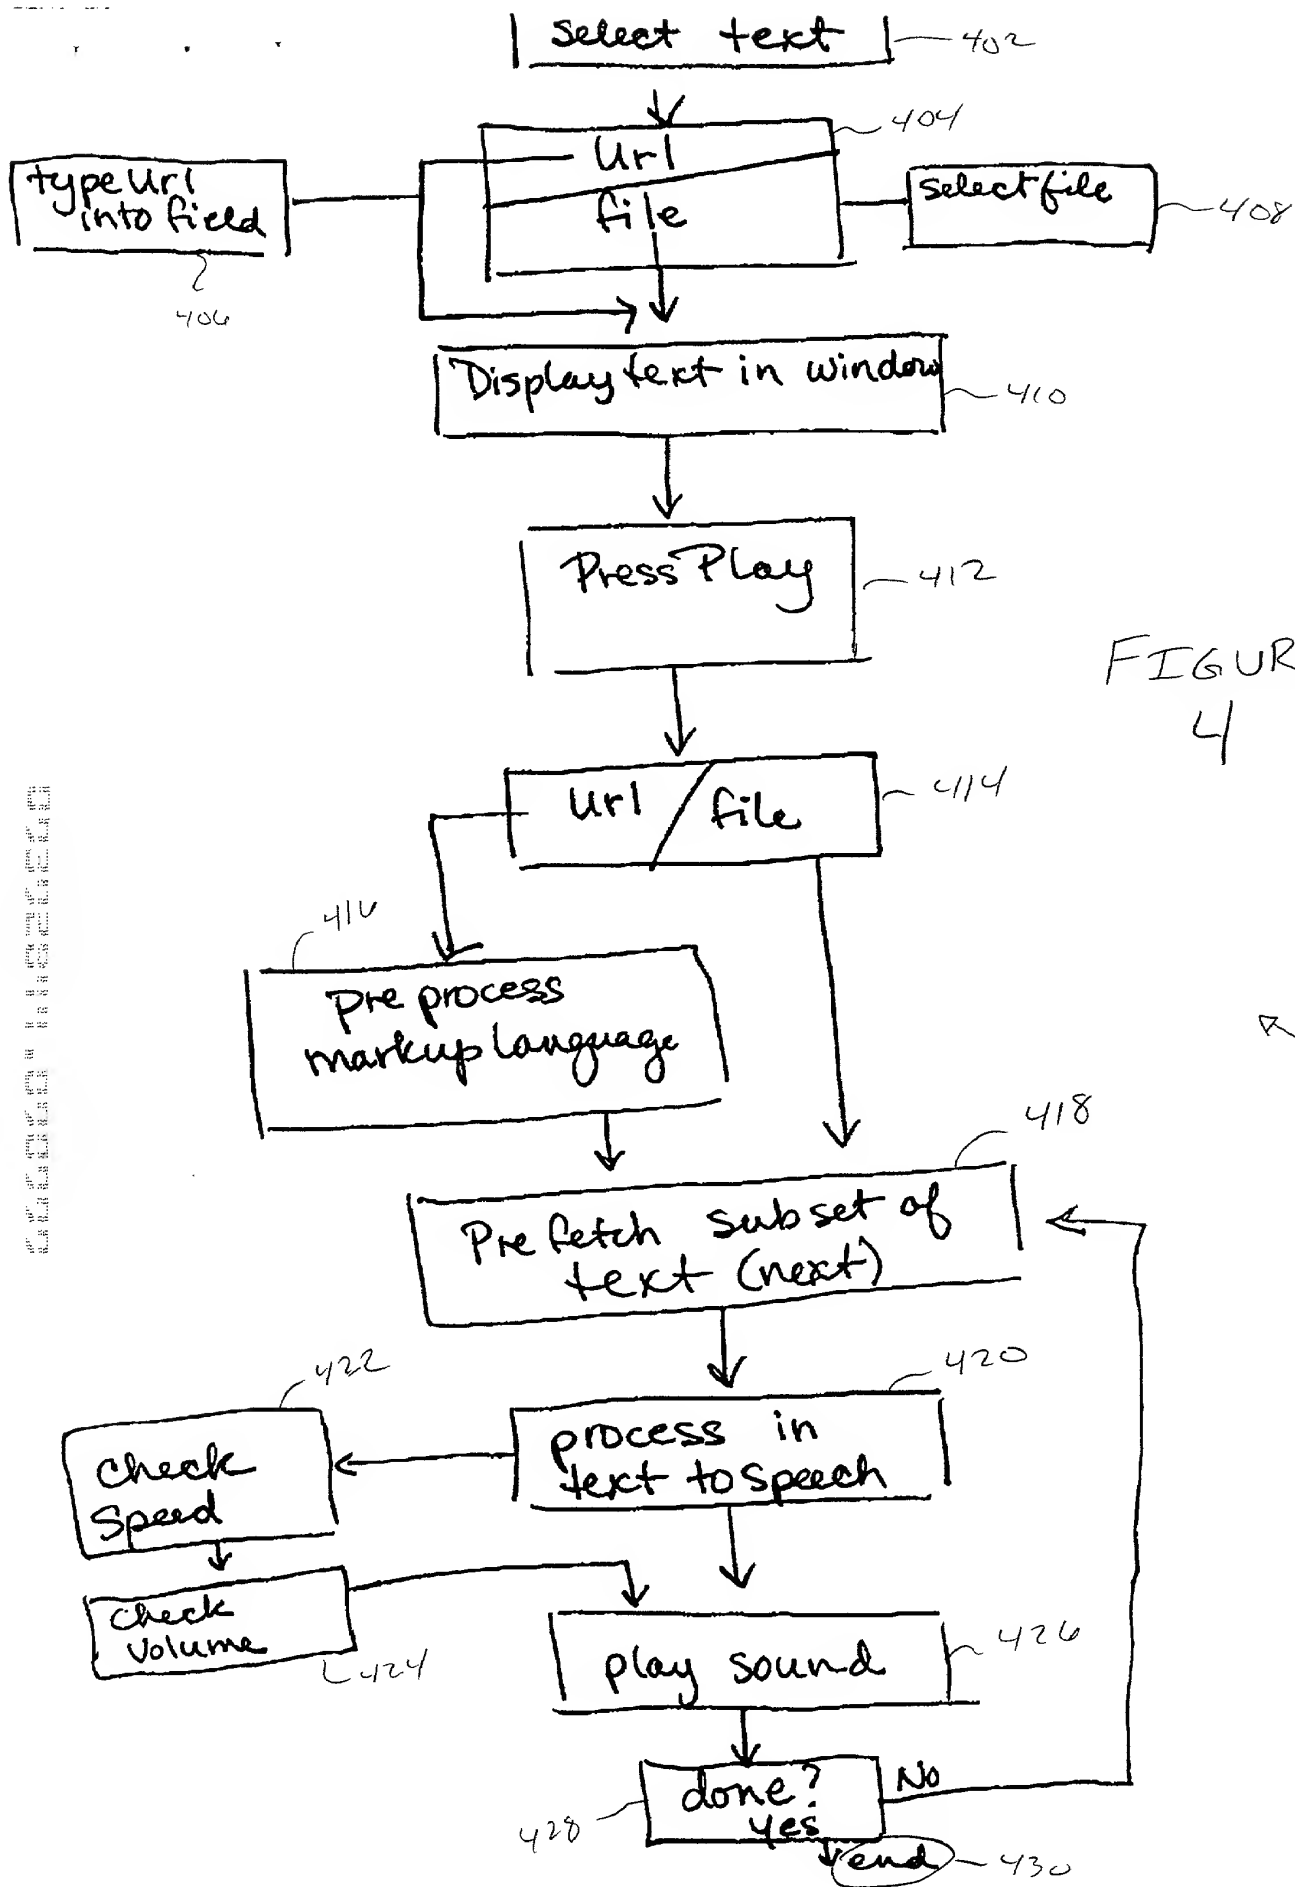 select text
402
404
url
file
type url
into field
406
select file
408
Display text in window
410
Press Play
412
FIGUR
4
url / file
414
416
pre process
markup language
418
Pre fetch subset of
text (next)
420
process in
text to speech
422
check
speed
check
volume
424
play sound
426
done?
yes
No
428
end
430